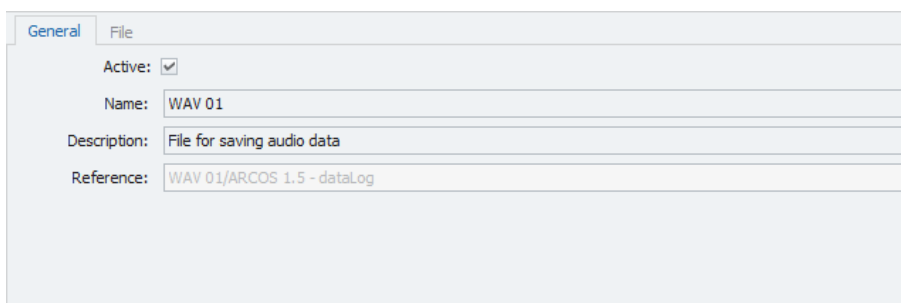 General File
Active:
Name: WAV 01
Description: File for saving audio data
Reference: WAV 01/ARCOS 1.5 - dataLog